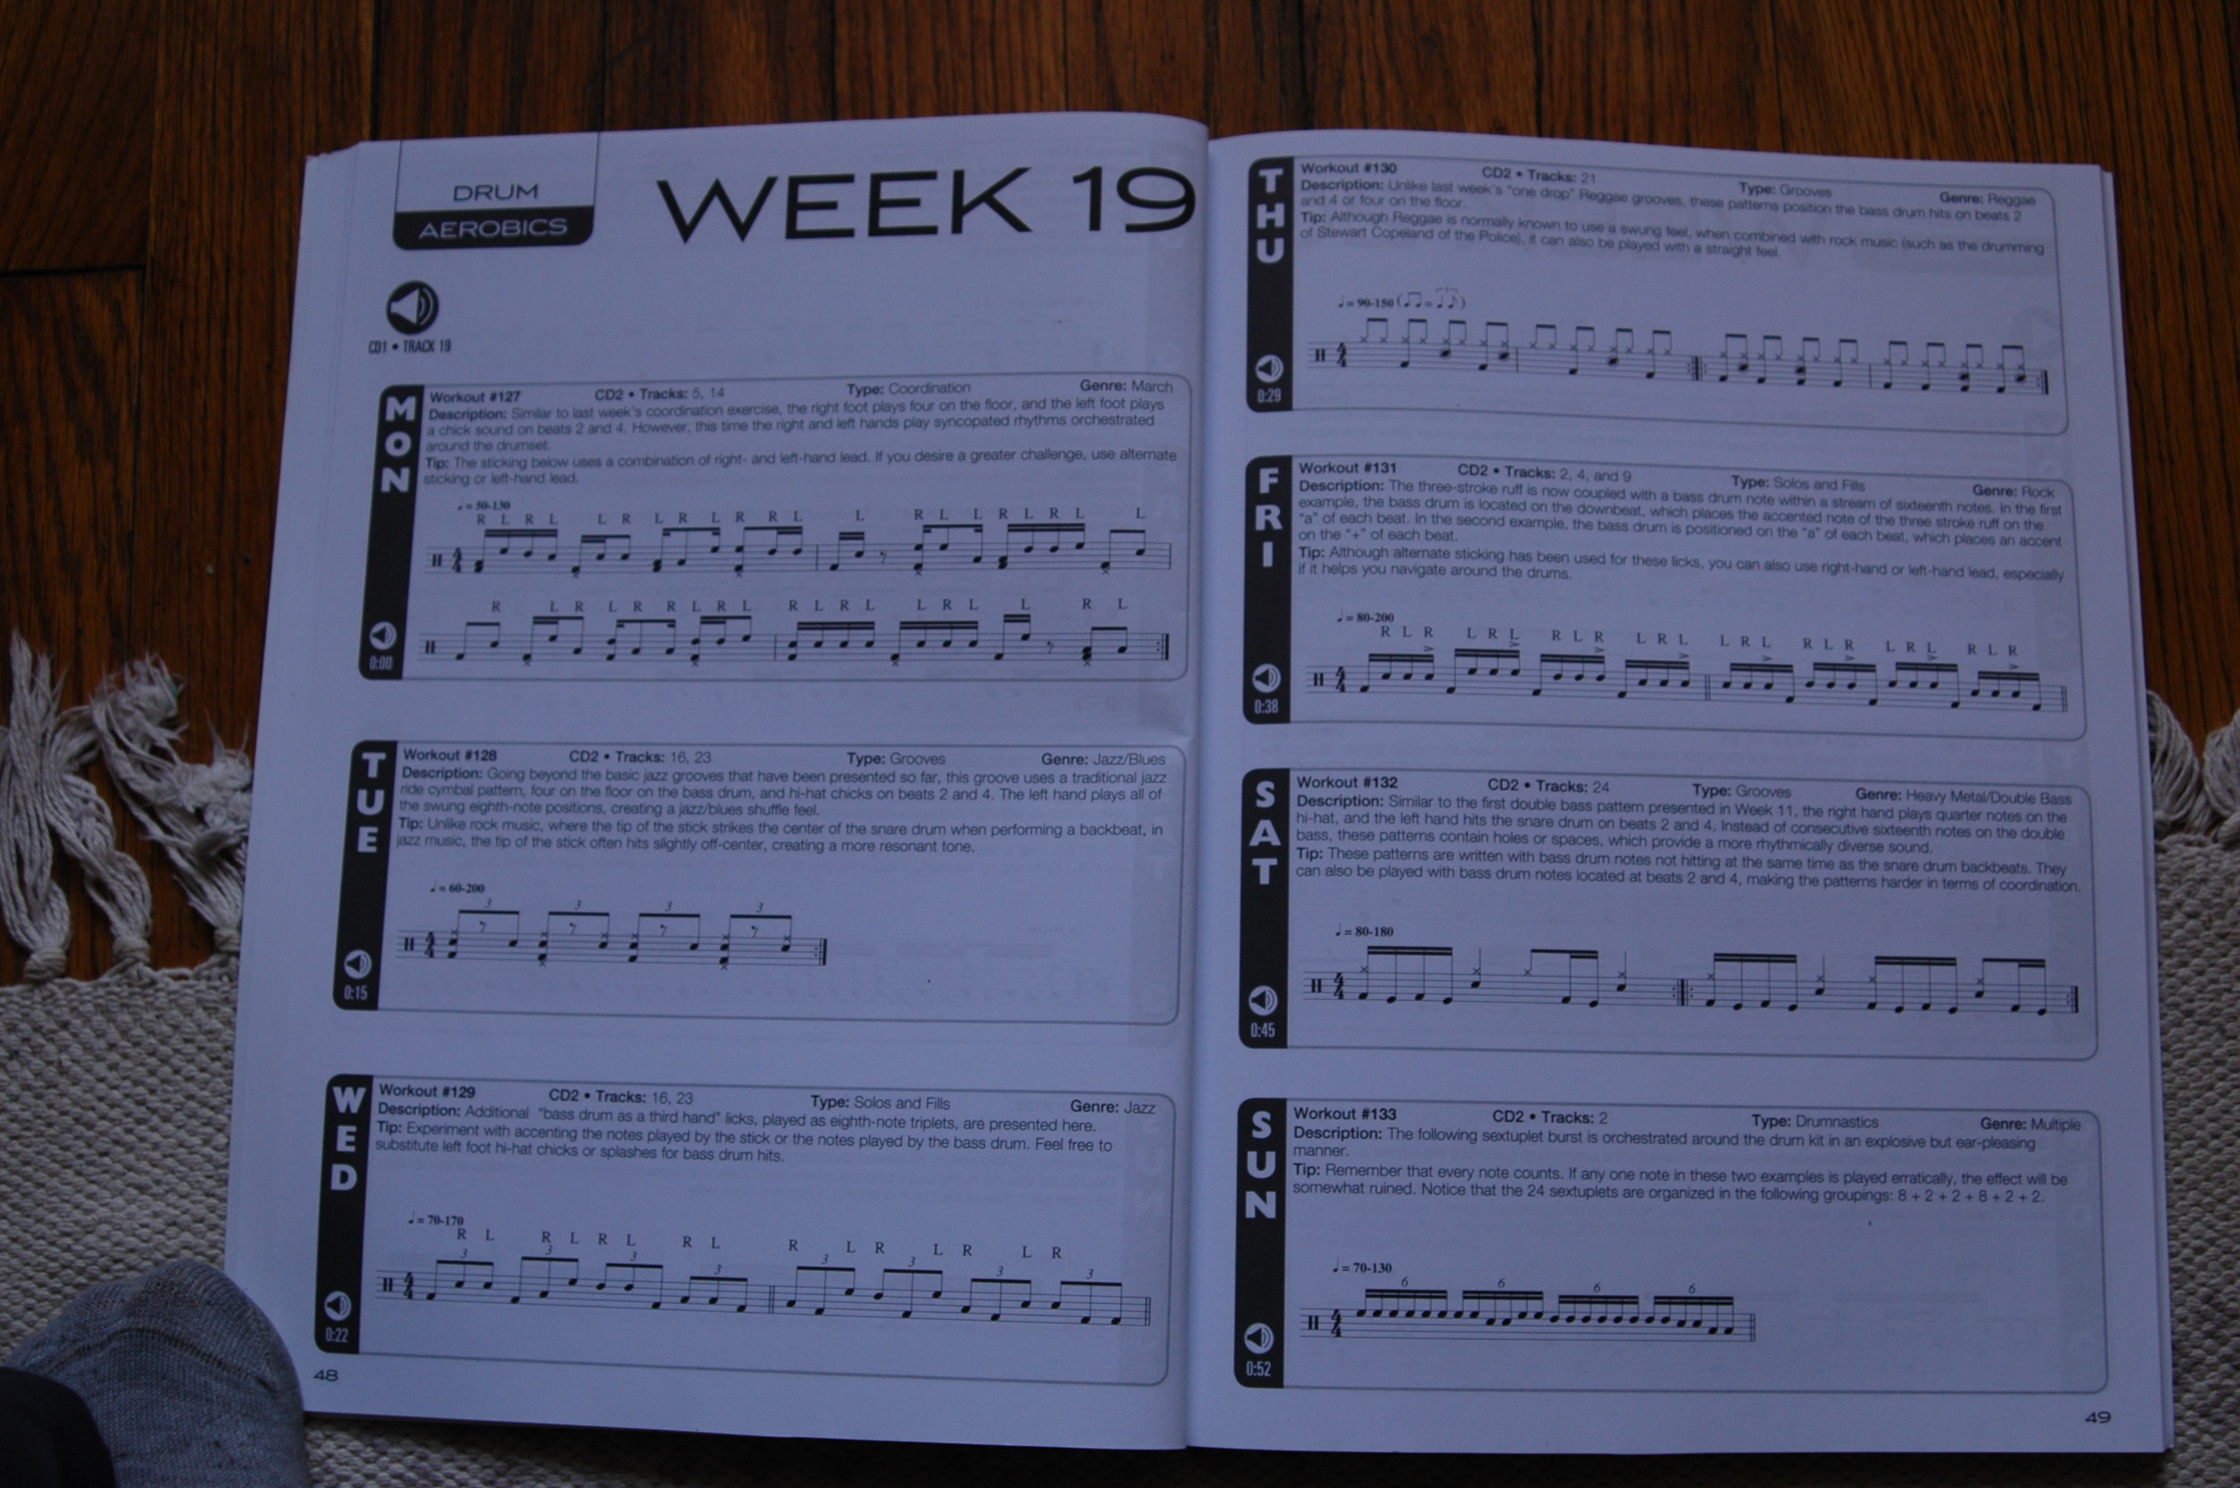 DRUM
AEROBICS
WEEK 19
CD1 • TRACK 19
MON
0:00
Workout #127 CD2 • Tracks: 5, 14 Type: Coordination Genre: March
Description: Similar to last week's coordination exercise, the right foot plays four on the floor, and the left foot plays
a chick sound on beats 2 and 4. However, this time the right and left hands play syncopated rhythms orchestrated
around the drumset.
Tip: The sticking below uses a combination of right- and left-hand lead. If you desire a greater challenge, use alternate
sticking or left-hand lead.
♩ = 50-130
R L R L L R L R L R R L L R L L R L R L L
R L R L R R L R L R L R L L R L L R L
TUE
0:15
Workout #128 CD2 • Tracks: 16, 23 Type: Grooves Genre: Jazz/Blues
Description: Going beyond the basic jazz grooves that have been presented so far, this groove uses a traditional jazz
ride cymbal pattern, four on the floor on the bass drum, and hi-hat chicks on beats 2 and 4. The left hand plays all of
the swung eighth-note positions, creating a jazz/blues shuffle feel.
Tip: Unlike rock music, where the tip of the stick strikes the center of the snare drum when performing a backbeat, in
jazz music, the tip of the stick often hits slightly off-center, creating a more resonant tone.
♩ = 60-200
3 3 3 3
WED
0:22
Workout #129 CD2 • Tracks: 16, 23 Type: Solos and Fills Genre: Jazz
Description: Additional "bass drum as a third hand" licks, played as eighth-note triplets, are presented here.
Tip: Experiment with accenting the notes played by the stick or the notes played by the bass drum. Feel free to
substitute left foot hi-hat chicks or splashes for bass drum hits.
♩ = 70-170
R L R L R L R L R L R L R L R
3 3 3 3 3 3 3 3
48
THU
0:29
Workout #130 CD2 • Tracks: 21 Type: Grooves Genre: Reggae
Description: Unlike last week's "one drop" Reggae grooves, these patterns position the bass drum hits on beats 2
and 4 or four on the floor.
Tip: Although Reggae is normally known to use a swung feel, when combined with rock music (such as the drumming
of Stewart Copeland of the Police), it can also be played with a straight feel.
♩ = 90-150
FRI
0:38
Workout #131 CD2 • Tracks: 2, 4, and 9 Type: Solos and Fills Genre: Rock
Description: The three-stroke ruff is now coupled with a bass drum note within a stream of sixteenth notes. In the first
example, the bass drum is located on the downbeat, which places the accented note of the three stroke ruff on the
"a" of each beat. In the second example, the bass drum is positioned on the "a" of each beat, which places an accent
on the "+" of each beat.
Tip: Although alternate sticking has been used for these licks, you can also use right-hand or left-hand lead, especially
if it helps you navigate around the drums.
♩ = 80-200
R L R L R L R L R L R L L R L R L R L R L R L R
SAT
0:45
Workout #132 CD2 • Tracks: 24 Type: Grooves Genre: Heavy Metal/Double Bass
Description: Similar to the first double bass pattern presented in Week 11, the right hand plays quarter notes on the
hi-hat, and the left hand hits the snare drum on beats 2 and 4. Instead of consecutive sixteenth notes on the double
bass, these patterns contain holes or spaces, which provide a more rhythmically diverse sound.
Tip: These patterns are written with bass drum notes not hitting at the same time as the snare drum backbeats. They
can also be played with bass drum notes located at beats 2 and 4, making the patterns harder in terms of coordination.
♩ = 80-180
SUN
0:52
Workout #133 CD2 • Tracks: 2 Type: Drumnastics Genre: Multiple
Description: The following sextuplet burst is orchestrated around the drum kit in an explosive but ear-pleasing
manner.
Tip: Remember that every note counts. If any one note in these two examples is played erratically, the effect will be
somewhat ruined. Notice that the 24 sextuplets are organized in the following groupings: 8 + 2 + 2 + 8 + 2 + 2.
♩ = 70-130
6 6 6 6
49